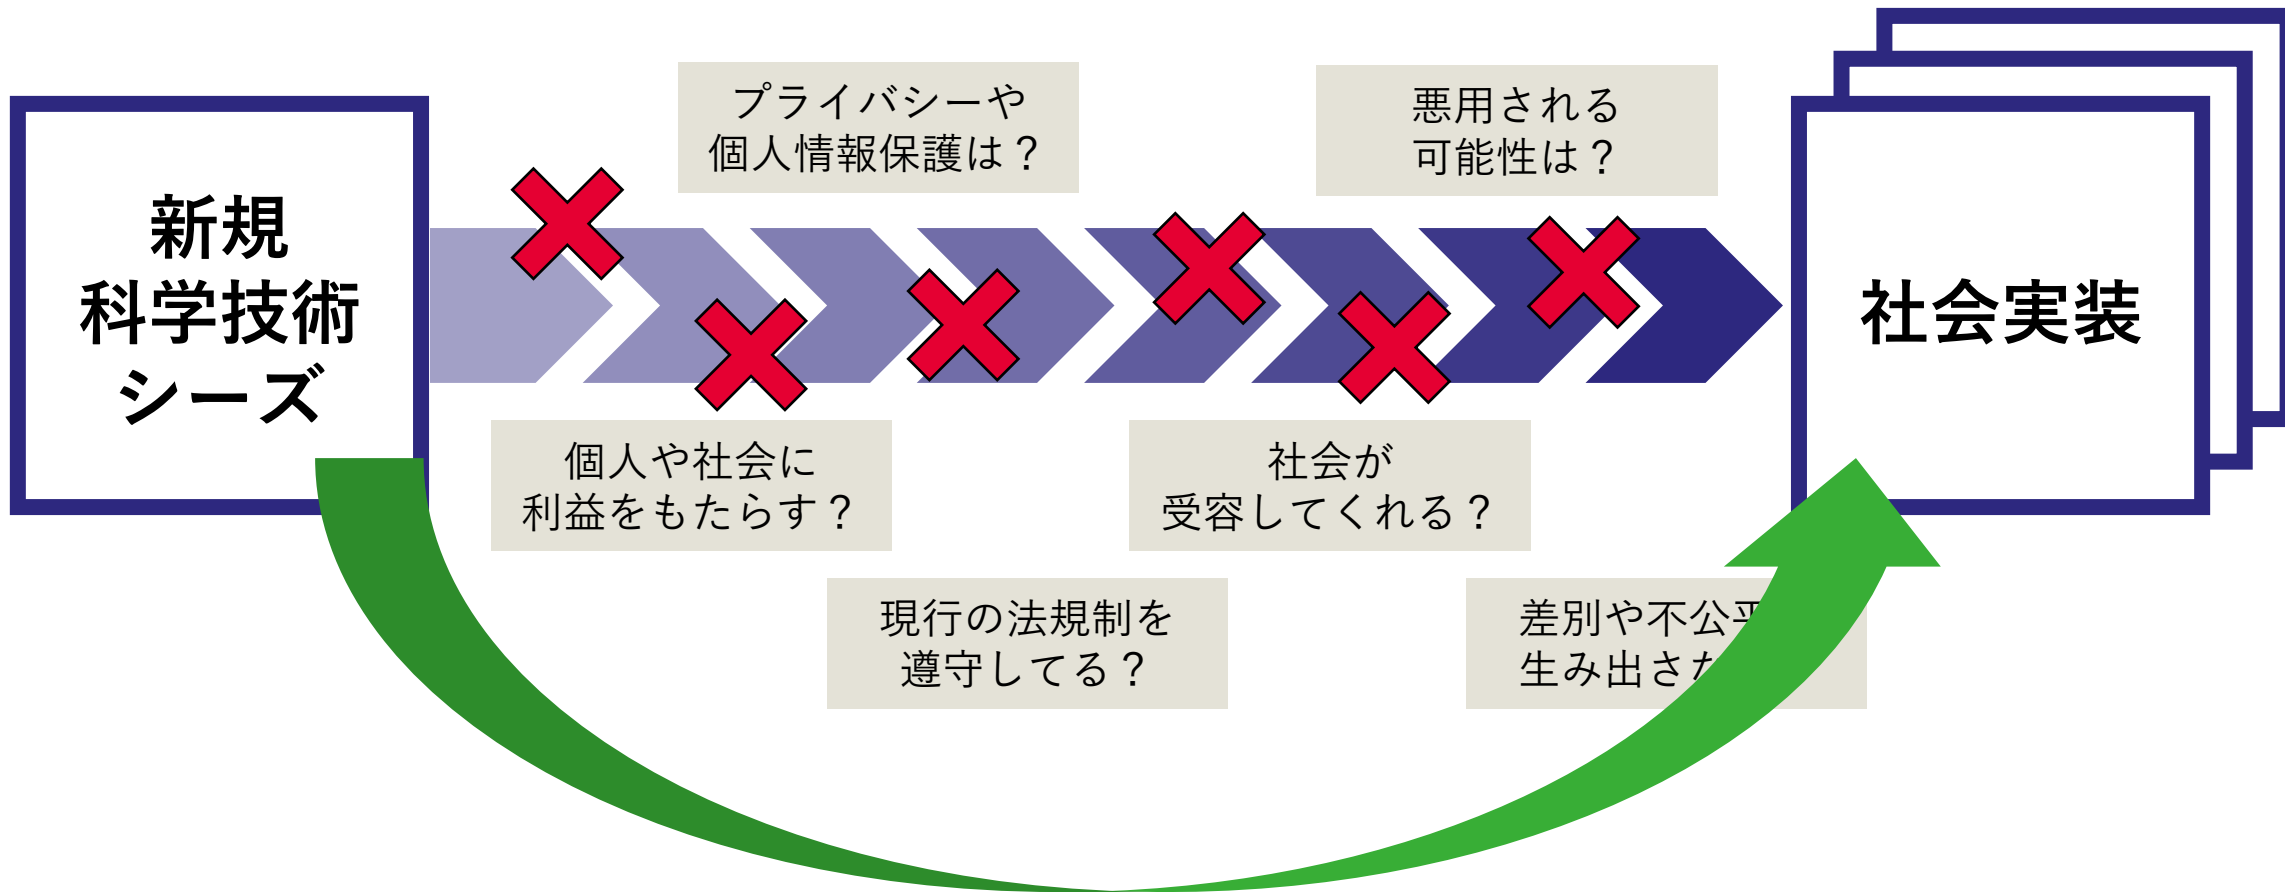 新規
科学技術
シーズ
プライバシーや
個人情報保護は？
悪用される
可能性は？
個人や社会に
利益をもたらす？
社会が
受容してくれる？
現行の法規制を
遵守してる？
差別や不公平
生み出さな
社会実装